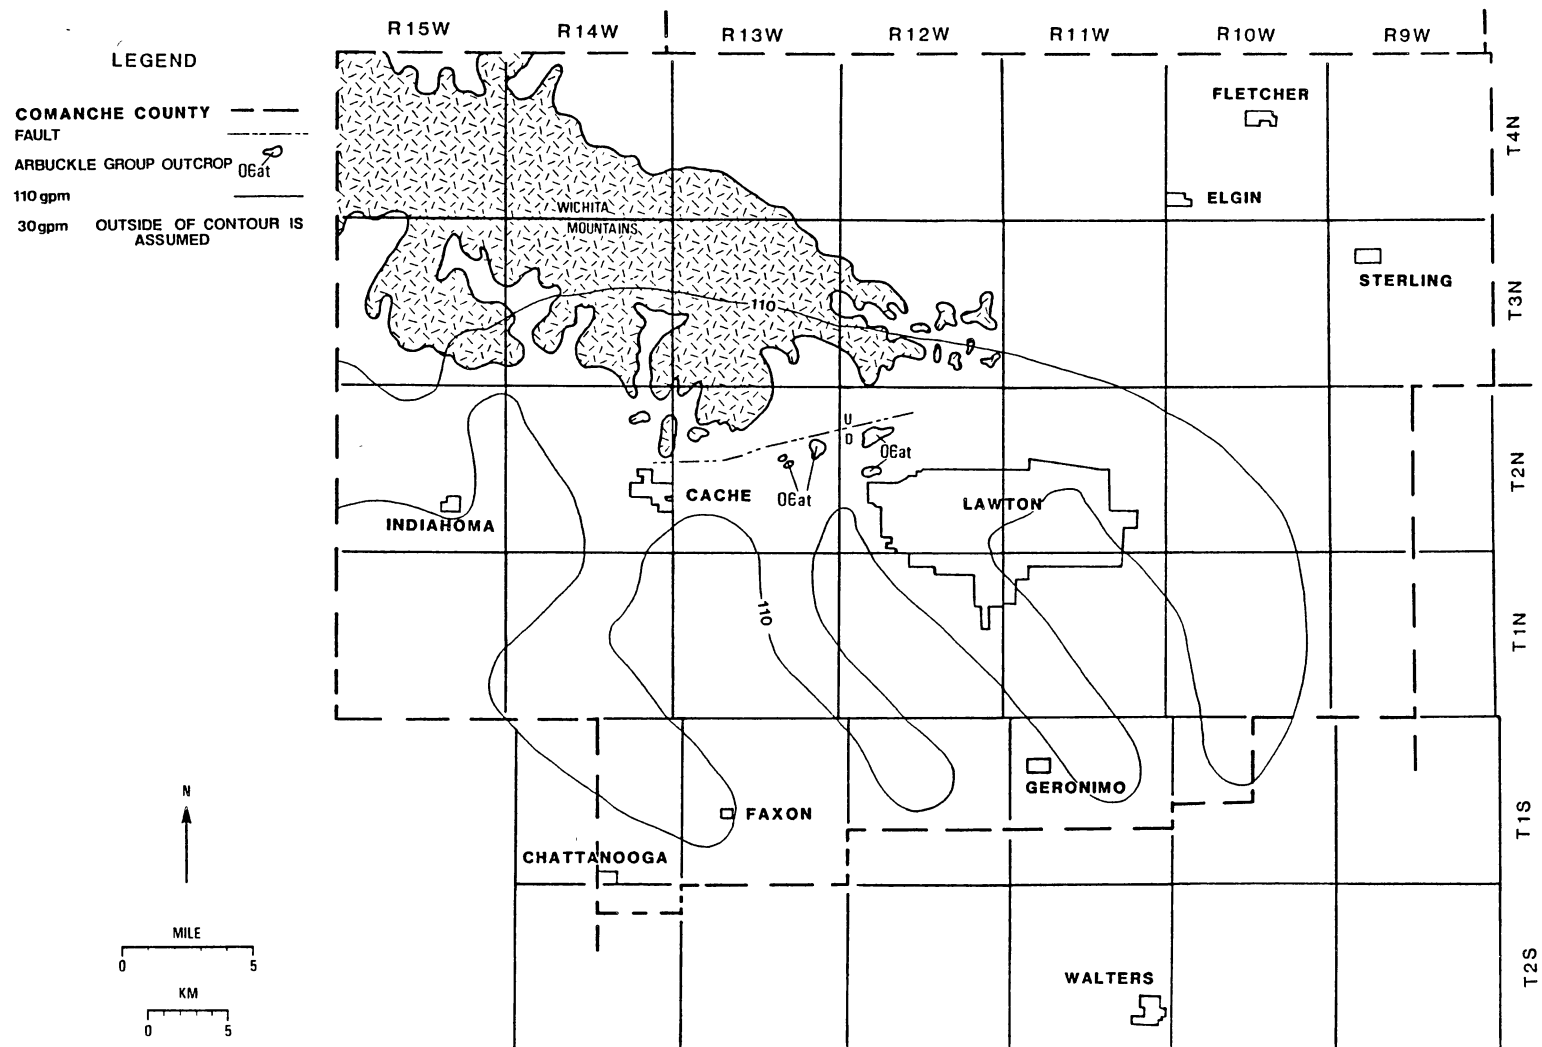 R15W R14W R13W R12W R11W R10W R9W
LEGEND
COMANCHE COUNTY
FAULT
ARBUCKLE GROUP OUTCROP
OЄat
110 gpm
30gpm OUTSIDE OF CONTOUR IS
ASSUMED
FLETCHER
T4N
ELGIN
WICHITA
MOUNTAINS
STERLING
110
T3N
U
D
OЄat
OЄat
CACHE
LAWTON
INDIAHOMA
T2N
110
T1N
GERONIMO
FAXON
CHATTANOOGA
T1S
N
MILE
0 5
KM
0 5
WALTERS
T2S